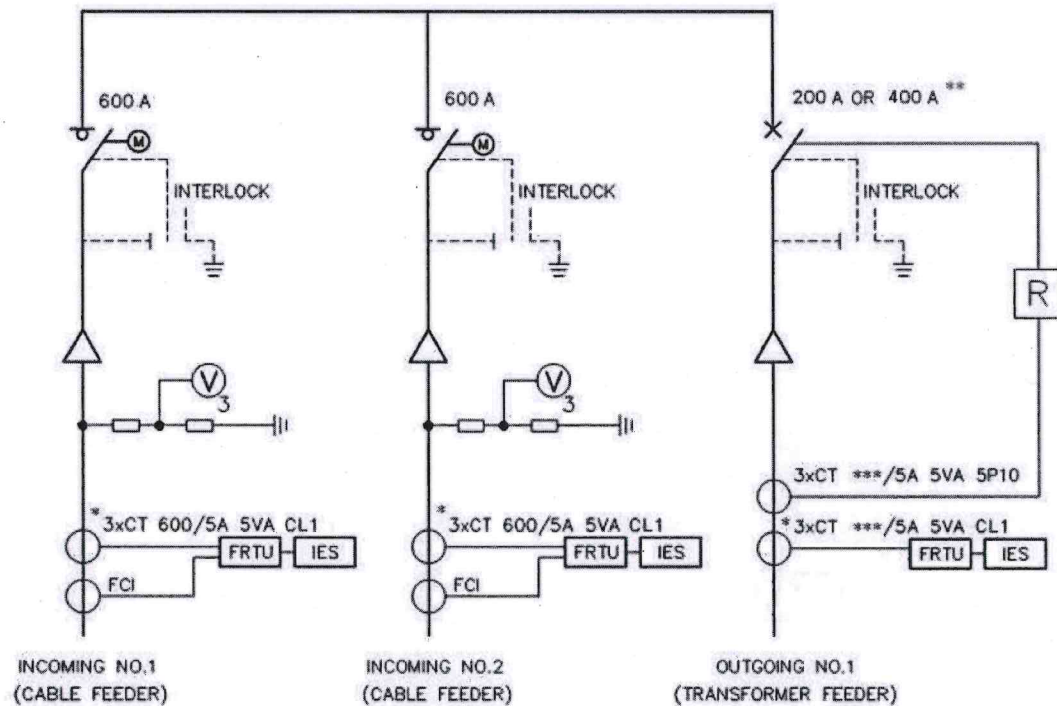 600 A
600 A
200 A OR 400 A **
M
M
INTERLOCK
INTERLOCK
INTERLOCK
R
V
3
V
3
3xCT ***/5A 5VA 5P10
* 3xCT 600/5A 5VA CL1
* 3xCT 600/5A 5VA CL1
* 3xCT ***/5A 5VA CL1
FRTU
IES
FRTU
IES
FRTU
IES
FCI
FCI
INCOMING NO.1
(CABLE FEEDER)
INCOMING NO.2
(CABLE FEEDER)
OUTGOING NO.1
(TRANSFORMER FEEDER)